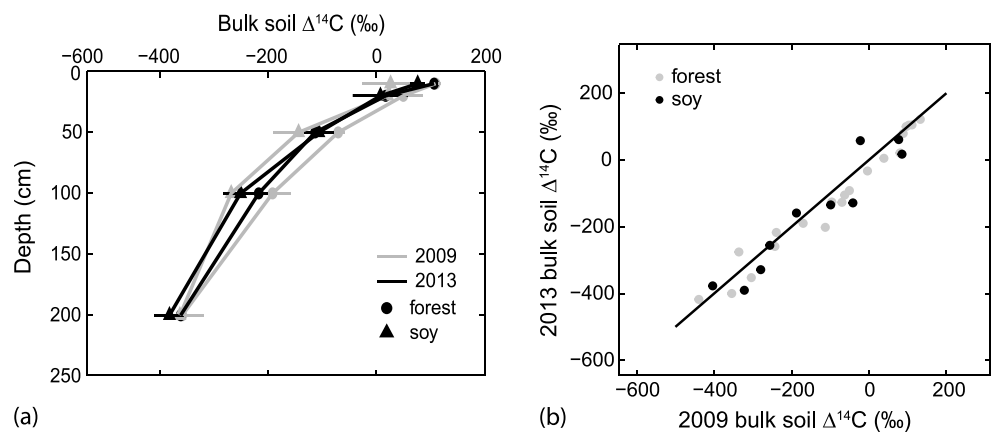 Bulk soil Δ¹⁴C (‰)
−600 −400 −200 0 200
0
50
100
150
200
250
Depth (cm)
2009
2013
forest
soy
(a)
forest
soy
200
0
−200
−400
−600
2013 bulk soil Δ¹⁴C (‰)
−600 −400 −200 0 200
2009 bulk soil Δ¹⁴C (‰)
(b)